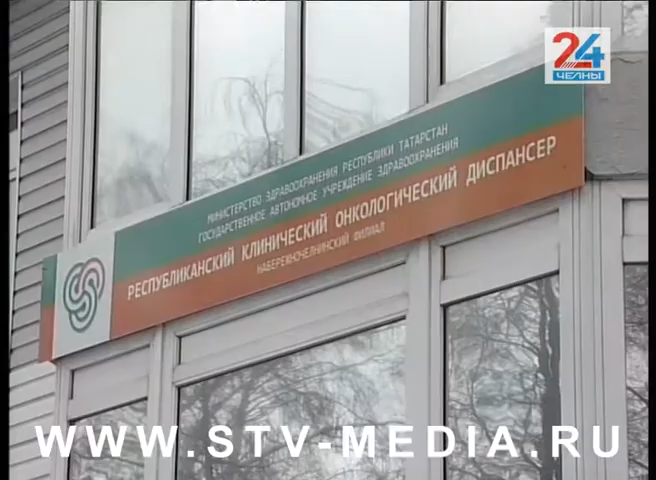 24
ЧЕЛНЫ
МИНИСТЕРСТВО ЗДРАВООХРАНЕНИЯ РЕСПУБЛИКИ ТАТАРСТАН
ГОСУДАРСТВЕННОЕ АВТОНОМНОЕ УЧРЕЖДЕНИЕ ЗДРАВООХРАНЕНИЯ
РЕСПУБЛИКАНСКИЙ КЛИНИЧЕСКИЙ ОНКОЛОГИЧЕСКИЙ ДИСПАНСЕР
НАБЕРЕЖНОЧЕЛНИНСКИЙ ФИЛИАЛ
WWW.STV-MEDIA.RU